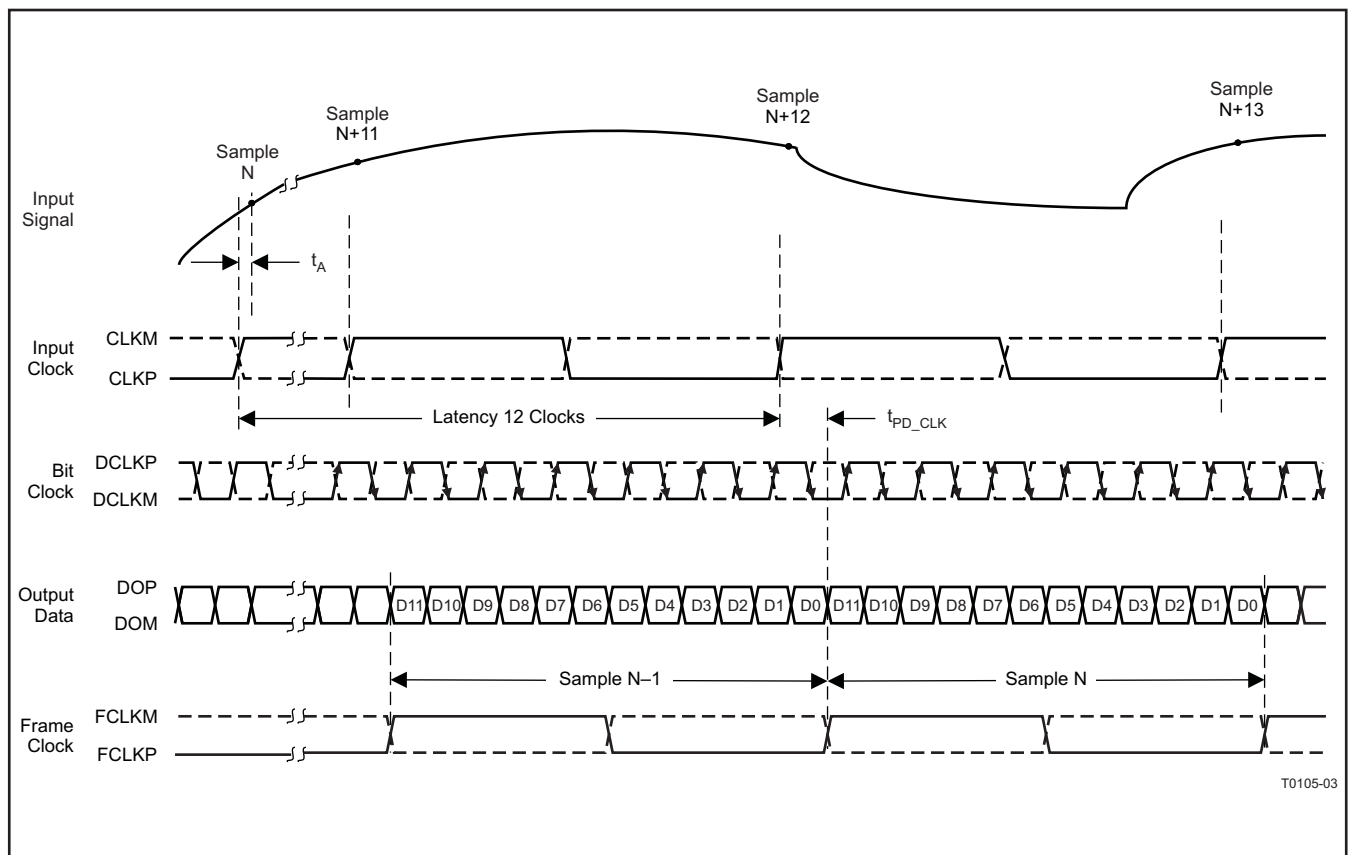 Sample
N
Sample
N+11
Sample
N+12
Sample
N+13
Input
Signal
tA
Input
Clock
CLKM
CLKP
Latency 12 Clocks
tPD_CLK
Bit
Clock
DCLKP
DCLKM
Output
Data
DOP
DOM
D11 D10 D9 D8 D7 D6 D5 D4 D3 D2 D1 D0 D11 D10 D9 D8 D7 D6 D5 D4 D3 D2 D1 D0
Sample N–1
Sample N
Frame
Clock
FCLKM
FCLKP
T0105-03